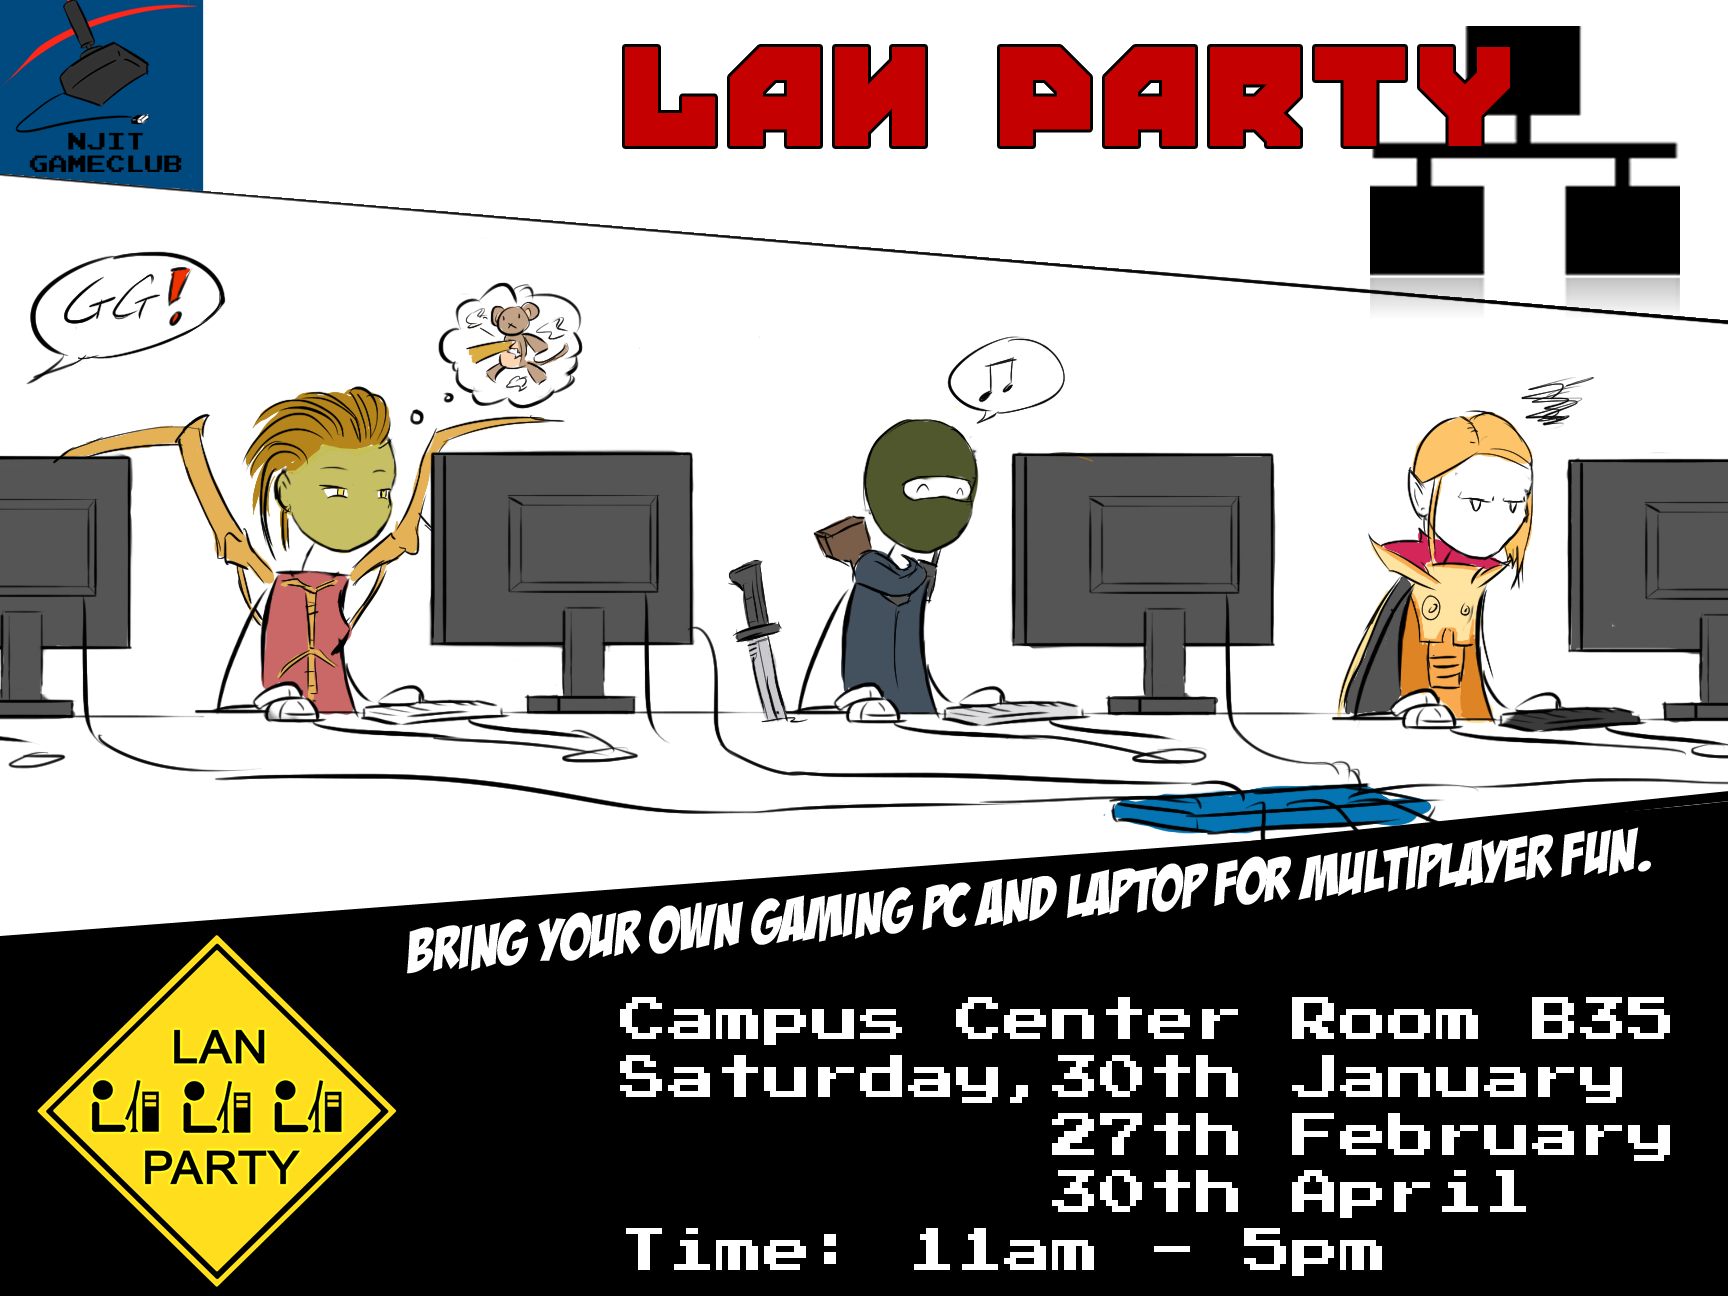 NJIT
GAMECLUB
LAN PARTY
GG!
BRING YOUR OWN GAMING PC AND LAPTOP FOR MULTIPLAYER FUN.
LAN
PARTY
Campus Center Room B35
Saturday, 30th January
27th February
30th April
Time: 11am - 5pm